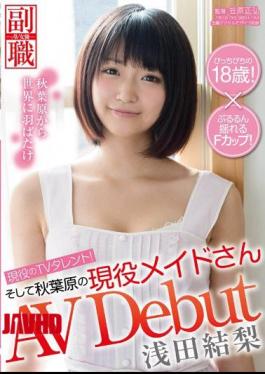 副職
秋葉原から
世界に羽ばたけ
ぴっちぴちの
18歳!
×
ぷるるん
揺れる
Fカップ!
現役のTVタレント!
そして秋葉原の現役メイドさん
AV Debut
浅田結梨
JAVHD